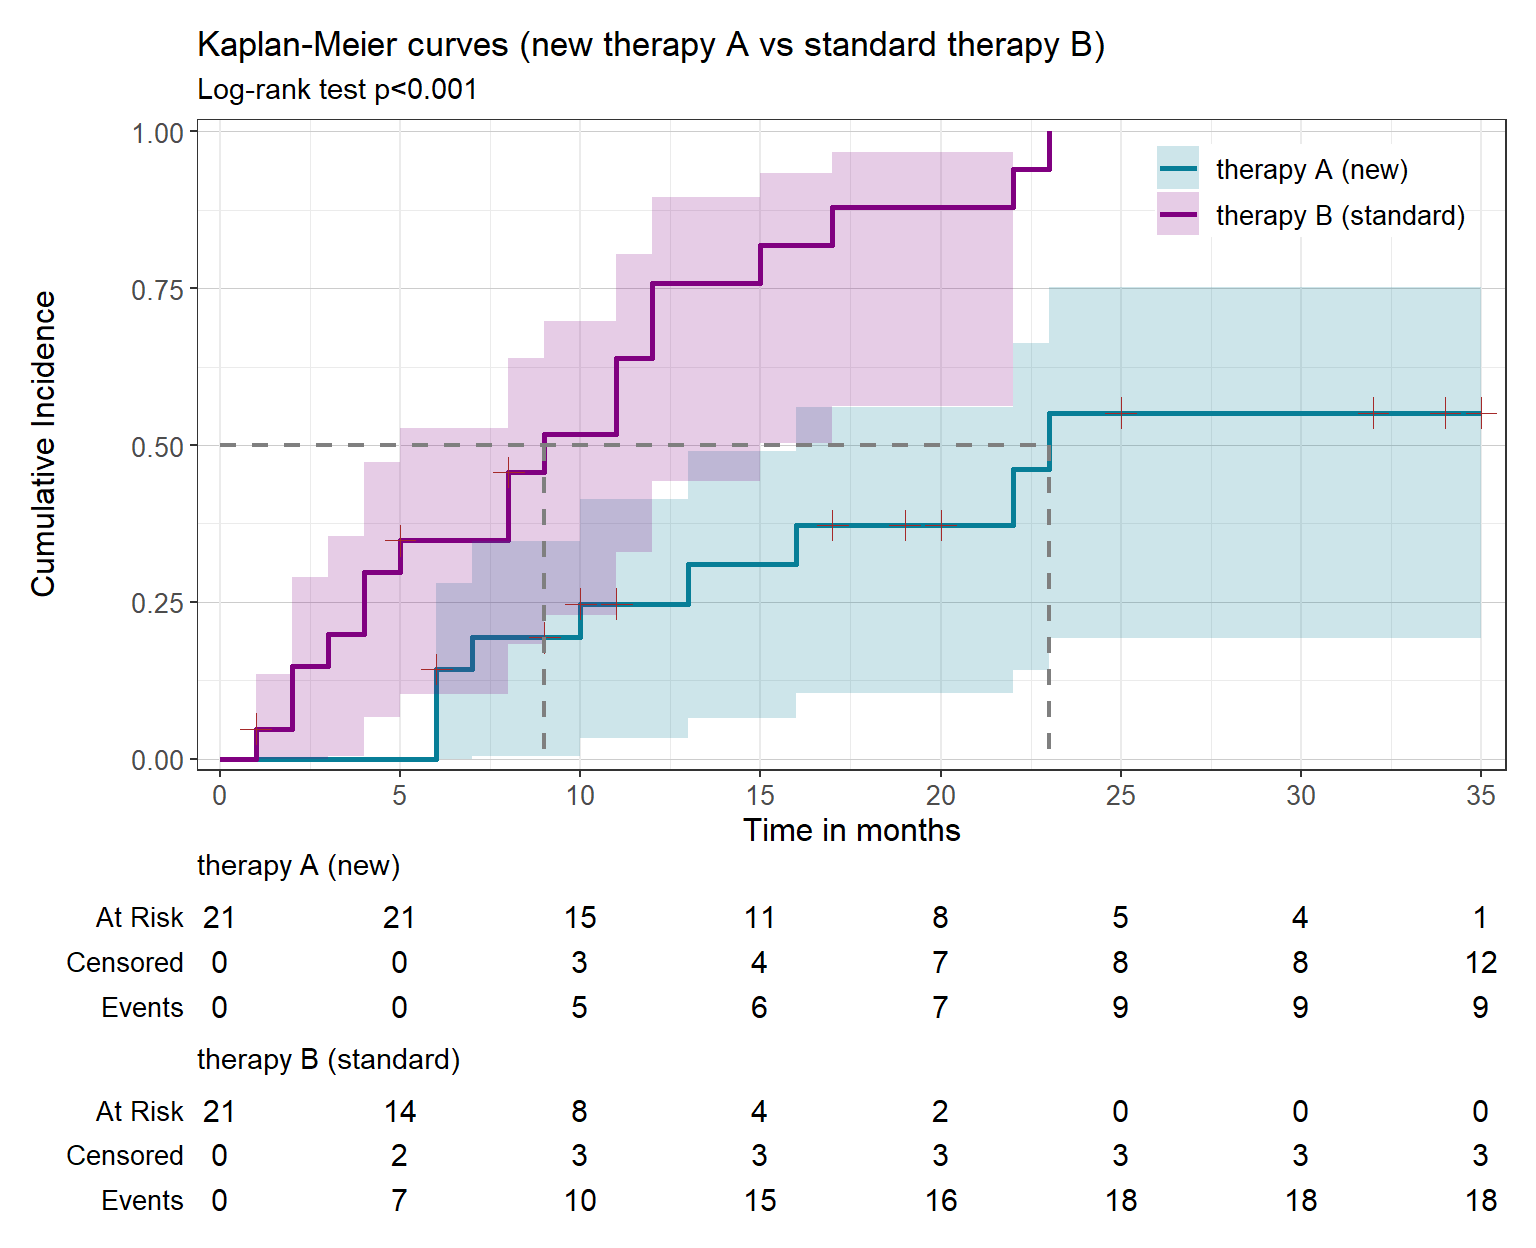 Kaplan-Meier curves (new therapy A vs standard therapy B)
Log-rank test p<0.001
therapy A (new)
therapy B (standard)
Cumulative Incidence
1.00
0.75
0.50
0.25
0.00
0 5 10 15 20 25 30 35
Time in months
therapy A (new)
At Risk 21 21 15 11 8 5 4 1
Censored 0 0 3 4 7 8 8 12
Events 0 0 5 6 7 9 9 9
therapy B (standard)
At Risk 21 14 8 4 2 0 0 0
Censored 0 2 3 3 3 3 3 3
Events 0 7 10 15 16 18 18 18